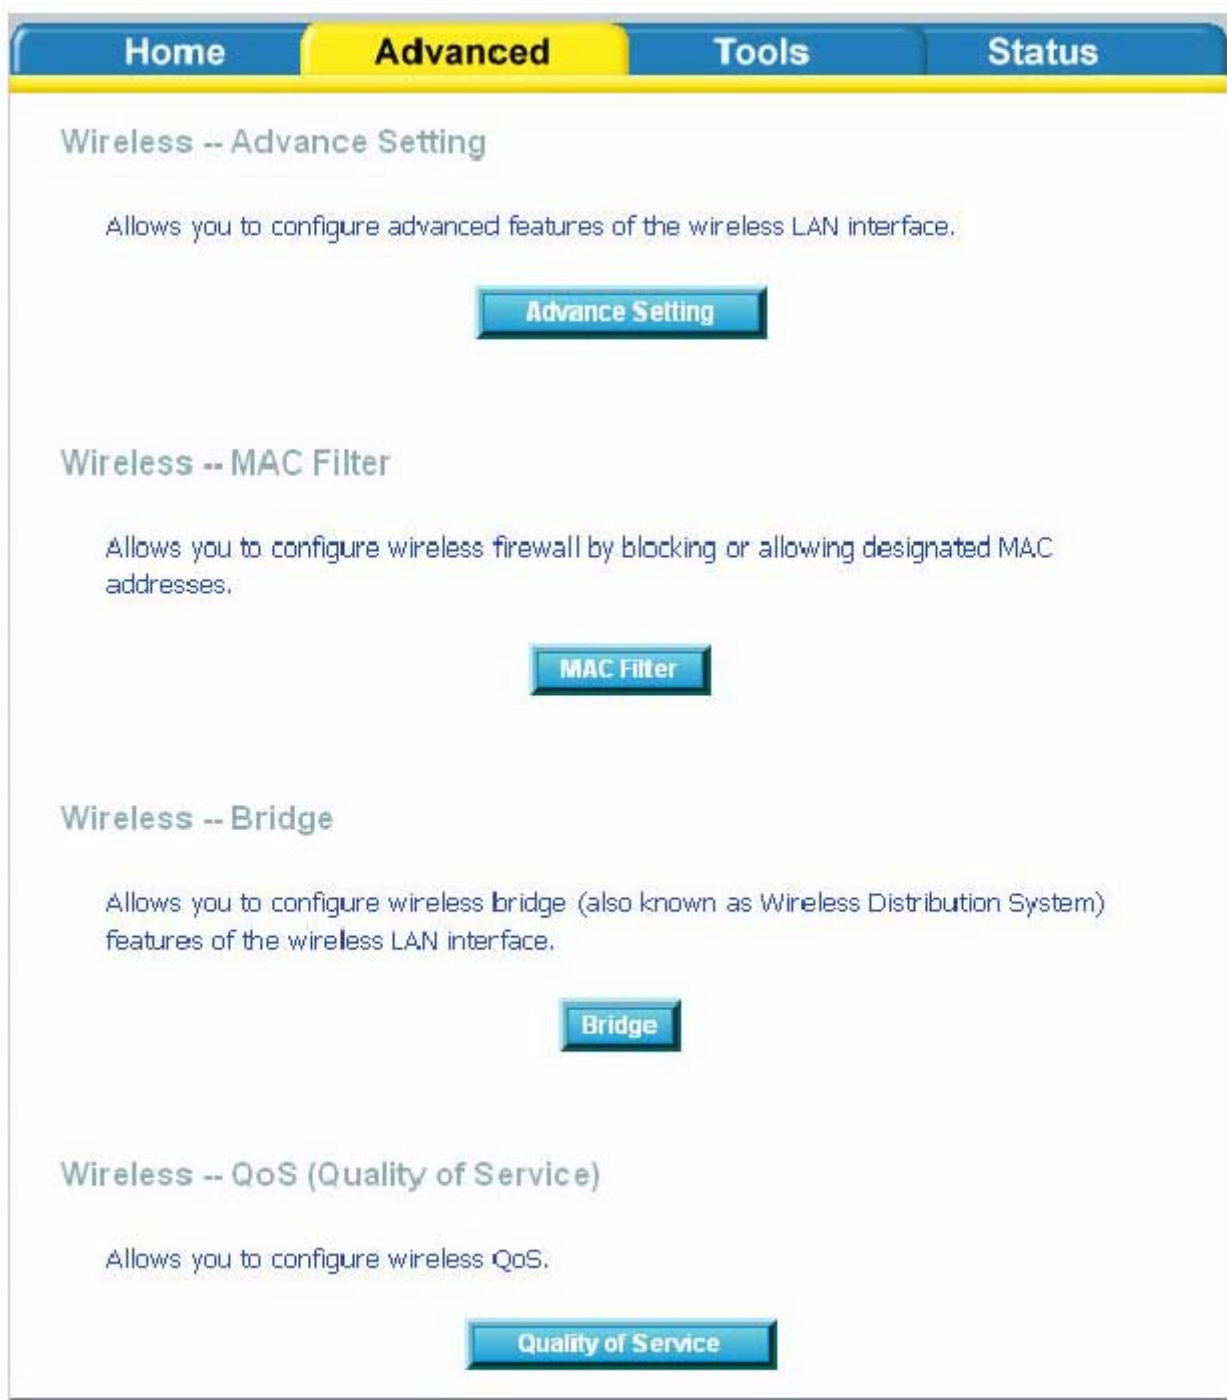 Home Advanced Tools Status
Wireless -- Advance Setting
Allows you to configure advanced features of the wireless LAN interface.
Advance Setting
Wireless -- MAC Filter
Allows you to configure wireless firewall by blocking or allowing designated MAC
addresses.
MAC Filter
Wireless -- Bridge
Allows you to configure wireless bridge (also known as Wireless Distribution System)
features of the wireless LAN interface.
Bridge
Wireless -- QoS (Quality of Service)
Allows you to configure wireless QoS.
Quality of Service